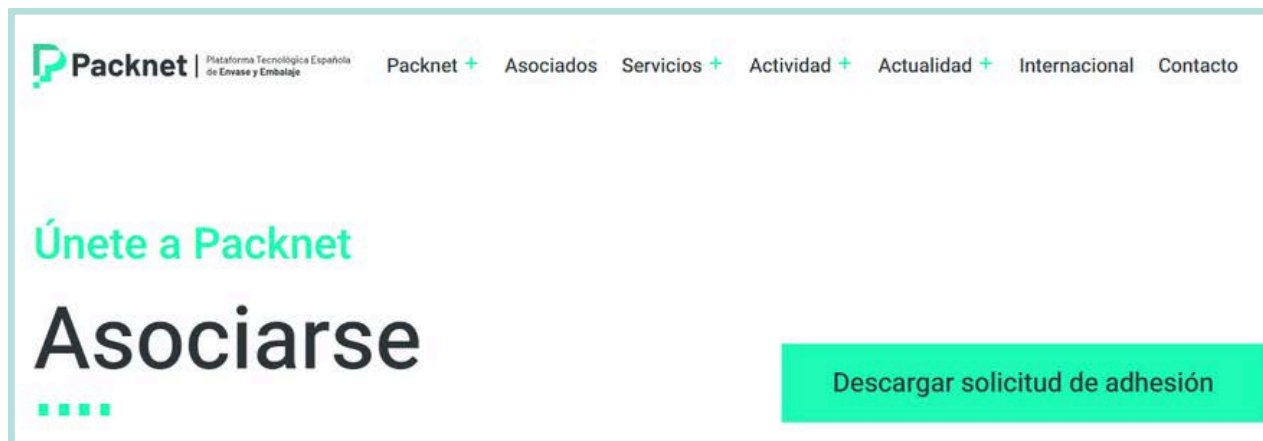 Packnet | Plataforma Tecnológica Española
de Envase y Embalaje
Packnet + Asociados Servicios + Actividad + Actualidad + Internacional Contacto
Únete a Packnet
Asociarse
Descargar solicitud de adhesión